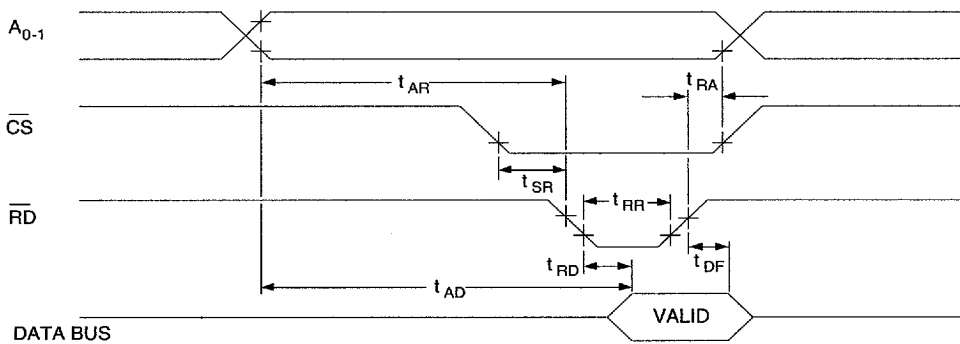 A0-1
tAR
tRA
CS
tSR
tRR
RD
tRD
tDF
tAD
VALID
DATA BUS